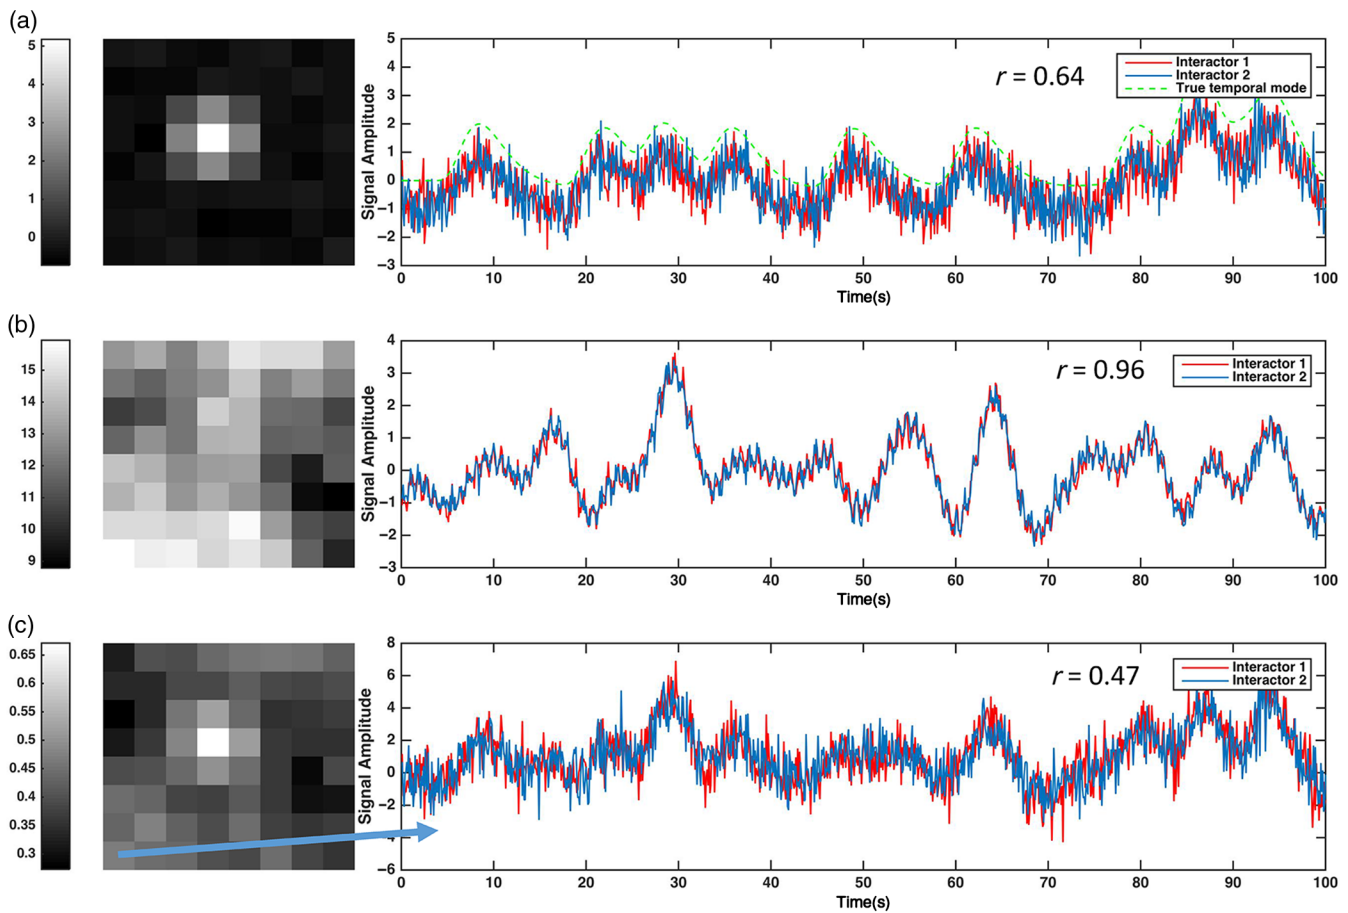 (a)
5
4
3
2
1
0
Signal Amplitude
5
4
3
2
1
0
−1
−2
−3
r = 0.64
Interactor 1
Interactor 2
True temporal mode
0 10 20 30 40 50 60 70 80 90 100
Time(s)
(b)
15
14
13
12
11
10
9
Signal Amplitude
4
3
2
1
0
−1
−2
−3
r = 0.96
Interactor 1
Interactor 2
0 10 20 30 40 50 60 70 80 90 100
Time(s)
(c)
0.65
0.6
0.55
0.5
0.45
0.4
0.35
0.3
Signal Amplitude
8
6
4
2
0
−2
4
−6
r = 0.47
Interactor 1
Interactor 2
0 10 20 30 40 50 60 70 80 90 100
Time(s)